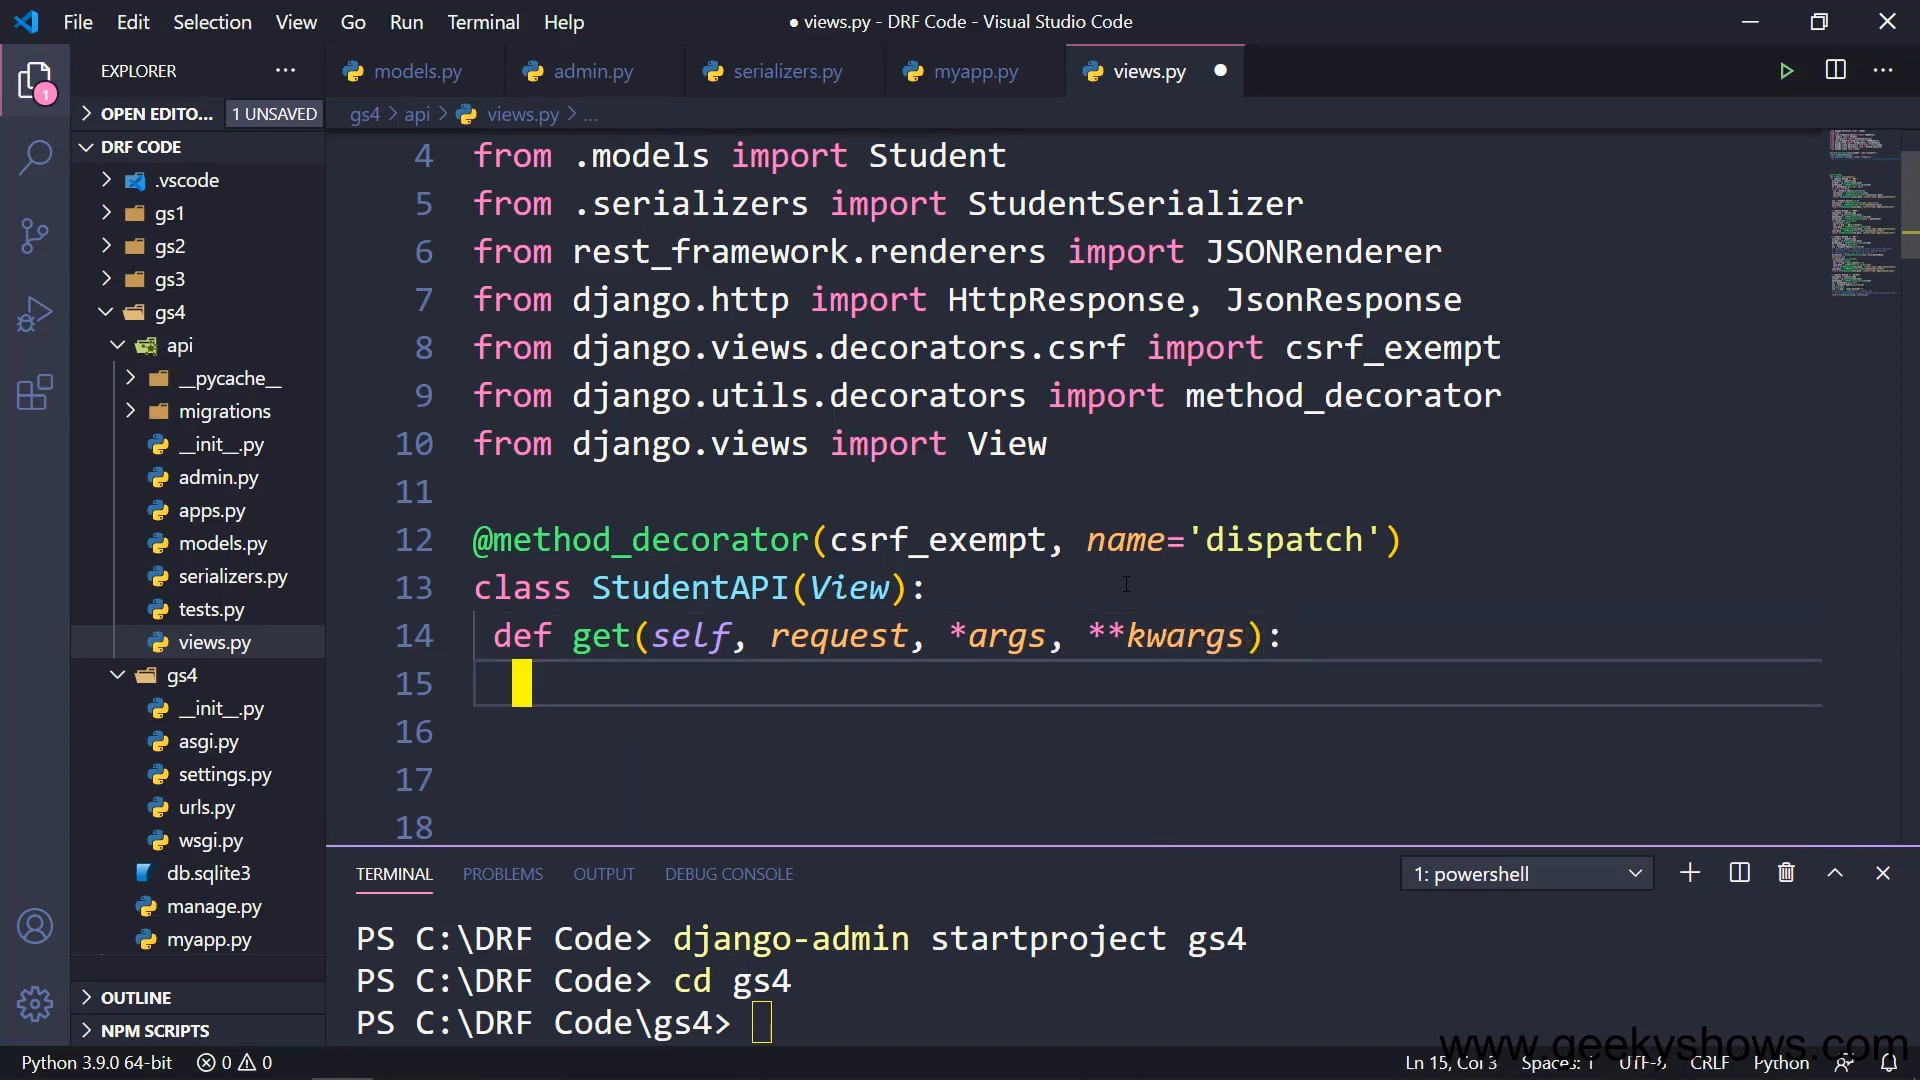 File Edit Selection View Go Run Terminal Help
● views.py - DRF Code - Visual Studio Code
EXPLORER
models.py
admin.py
serializers.py
myapp.py
views.py
1
OPEN EDITO... 1 UNSAVED
gs4 > api > views.py > ...
DRF CODE
.vscode
gs1
gs2
gs3
gs4
api
__pycache__
migrations
__init__.py
admin.py
apps.py
models.py
serializers.py
tests.py
views.py
gs4
__init__.py
asgi.py
settings.py
urls.py
wsgi.py
db.sqlite3
manage.py
myapp.py
OUTLINE
NPM SCRIPTS
4 from .models import Student
5 from .serializers import StudentSerializer
6 from rest_framework.renderers import JSONRenderer
7 from django.http import HttpResponse, JsonResponse
8 from django.views.decorators.csrf import csrf_exempt
9 from django.utils.decorators import method_decorator
10 from django.views import View
11
12 @method_decorator(csrf_exempt, name='dispatch')
13 class StudentAPI(View):
14 def get(self, request, *args, **kwargs):
15
16
17
18
TERMINAL PROBLEMS OUTPUT DEBUG CONSOLE
1: powershell
PS C:\DRF Code> django-admin startproject gs4
PS C:\DRF Code> cd gs4
PS C:\DRF Code\gs4>
www.geekyshows.com
Python 3.9.0 64-bit 0 0
Ln 15, Col 3 Spaces: 1 UTF-8 CRLF Python